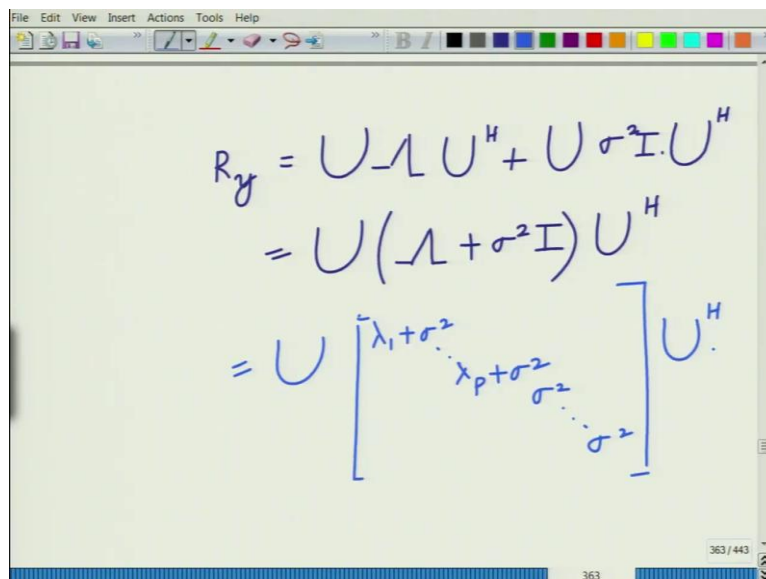 File Edit View Insert Actions Tools Help
B I
R_y = U Λ U^H + U σ²I. U^H
= U (Λ + σ²I) U^H
= U [ λ₁+σ² ⋱ λ_p+σ² σ² ⋱ σ² ] U^H.
363 / 443
363